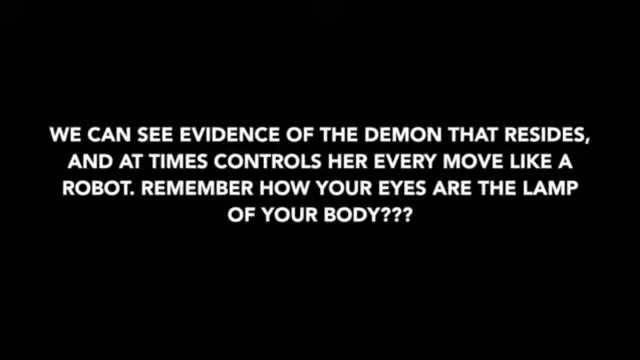 WE CAN SEE EVIDENCE OF THE DEMON THAT RESIDES,
AND AT TIMES CONTROLS HER EVERY MOVE LIKE A
ROBOT. REMEMBER HOW YOUR EYES ARE THE LAMP
OF YOUR BODY???